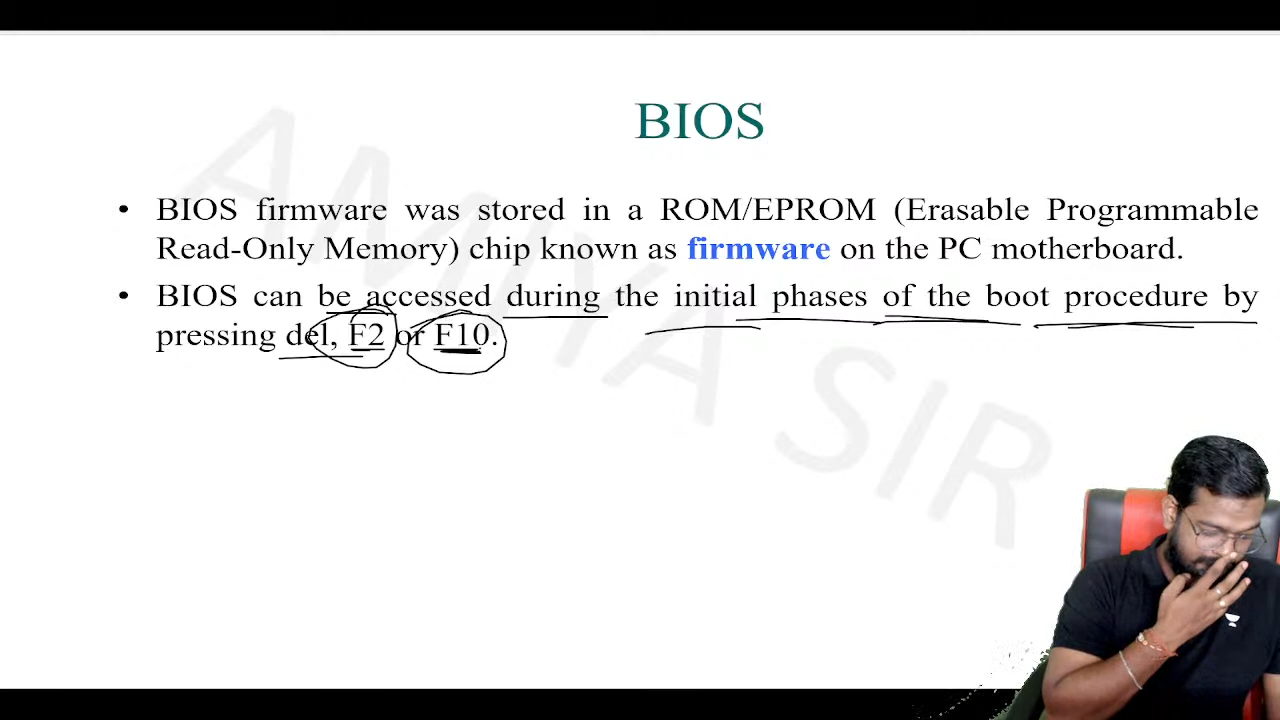 BIOS
• BIOS firmware was stored in a ROM/EPROM (Erasable Programmable
Read-Only Memory) chip known as firmware on the PC motherboard.
• BIOS can be accessed during the initial phases of the boot procedure by
pressing del, F2 or F10.
AMIYA SIR